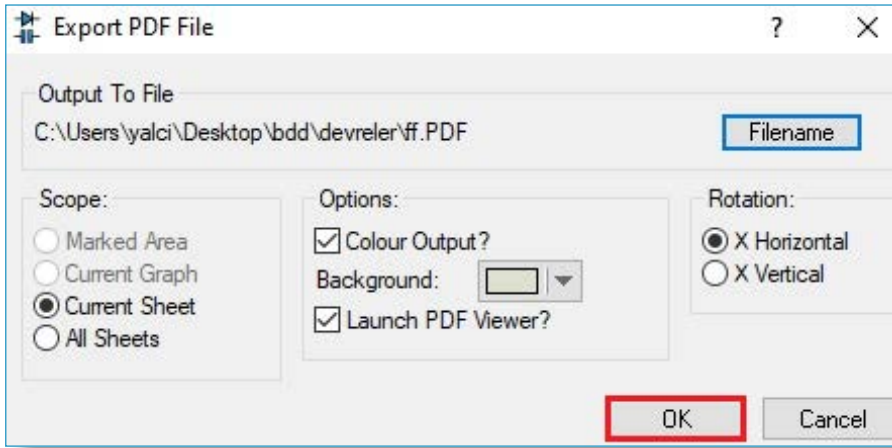 Export PDF File
?
Output To File
C:\Users\yalci\Desktop\bdd\devreler\ff.PDF
Filename
Scope:
Marked Area
Current Graph
Current Sheet
All Sheets
Options:
Colour Output?
Background:
Launch PDF Viewer?
Rotation:
X Horizontal
X Vertical
OK
Cancel